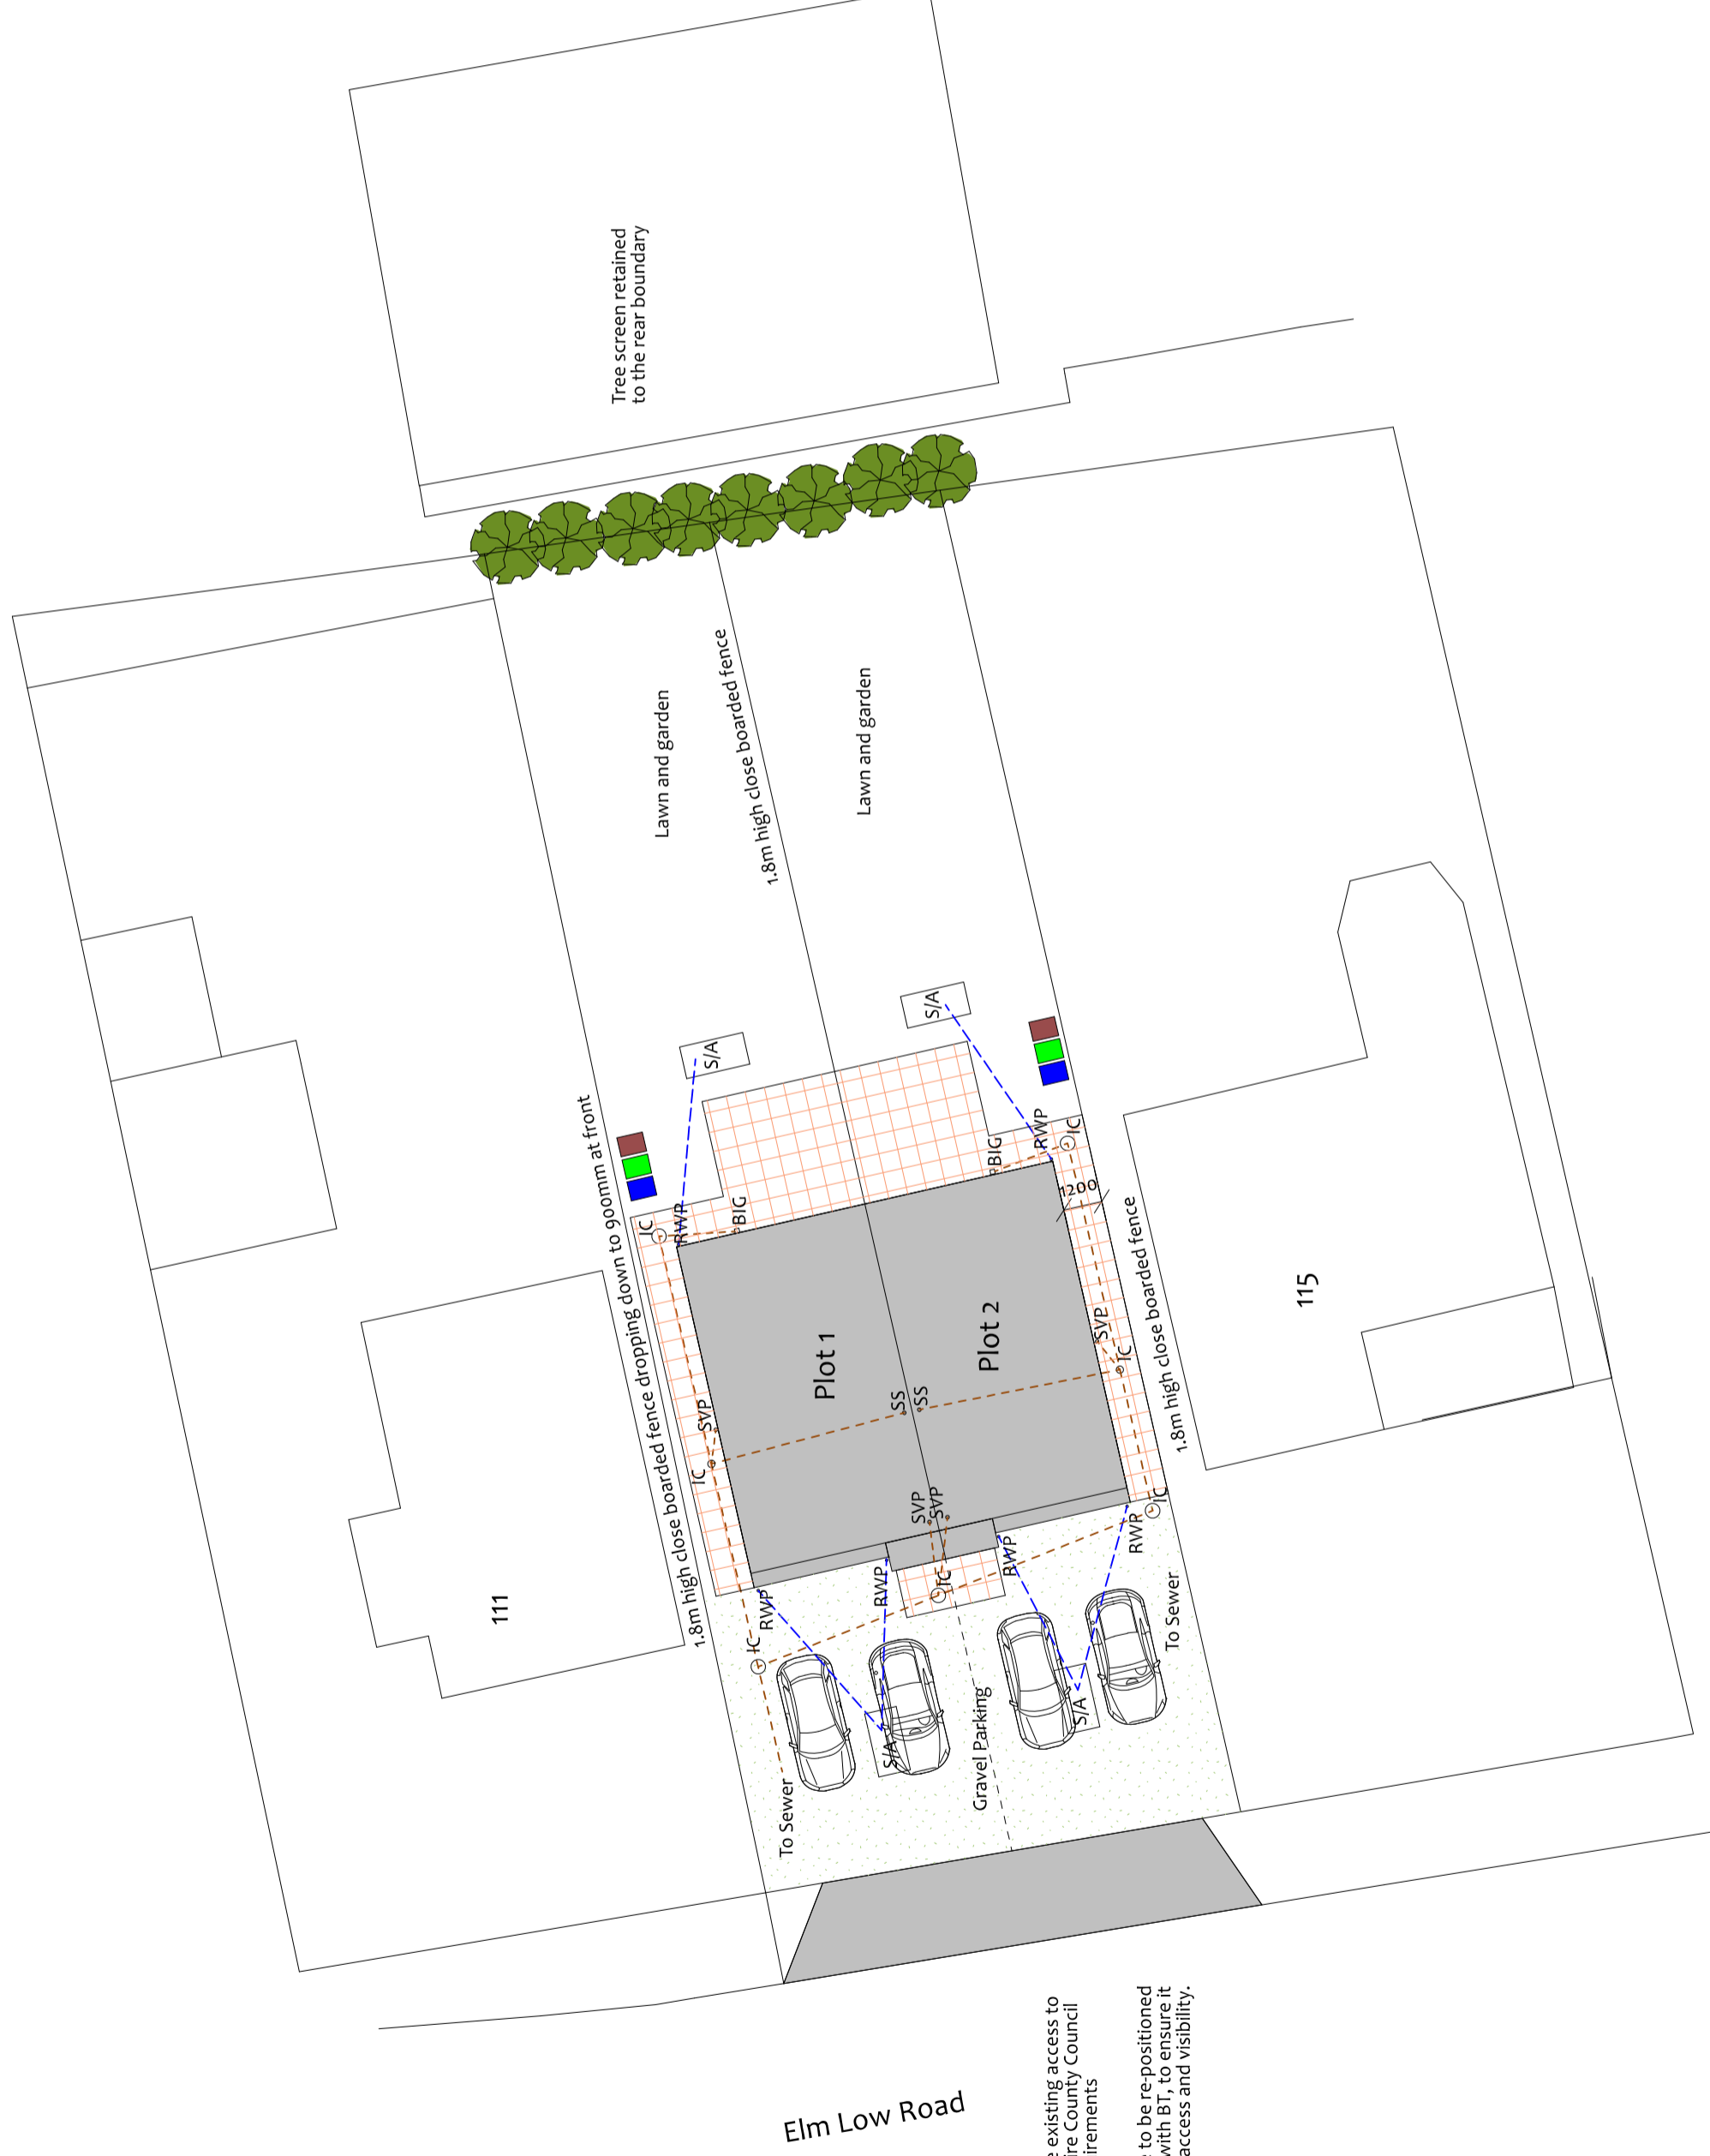 Tree screen retained
to the rear boundary
Lawn and garden
1.8m high close boarded fence
Lawn and garden
S/A
S/A
1.8m high close boarded fence dropping down to 900mm at front
IC
RWP
BIG
BIG
RWP
IC
1200
1.8m high close boarded fence
Plot 1
Plot 2
115
SVP
IC
SS
SS
SVP
IC
SVP
SVP
IC
RWP
111
RWP
RWP
IC
RWP
IC
To Sewer
S/A
S/A
Gravel Parking
To Sewer
Elm Low Road
existing access to
County Council
to be re-positioned
with BT, to ensure it
access and visibility.